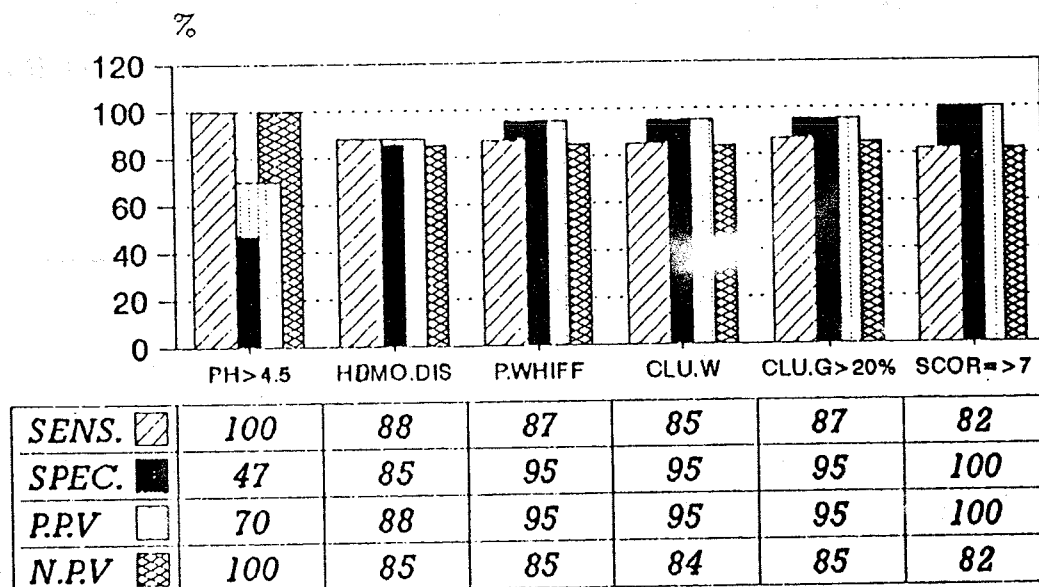 %
120
100
80
60
40
20
0
PH>4.5 HOMO.DIS P.WHIFF CLU.W CLU.G>20% SCOR=>7
SENS. 100 88 87 85 87 82
SPEC. 47 85 95 95 95 100
P.P.V 70 88 95 95 95 100
N.P.V 100 85 85 84 85 82